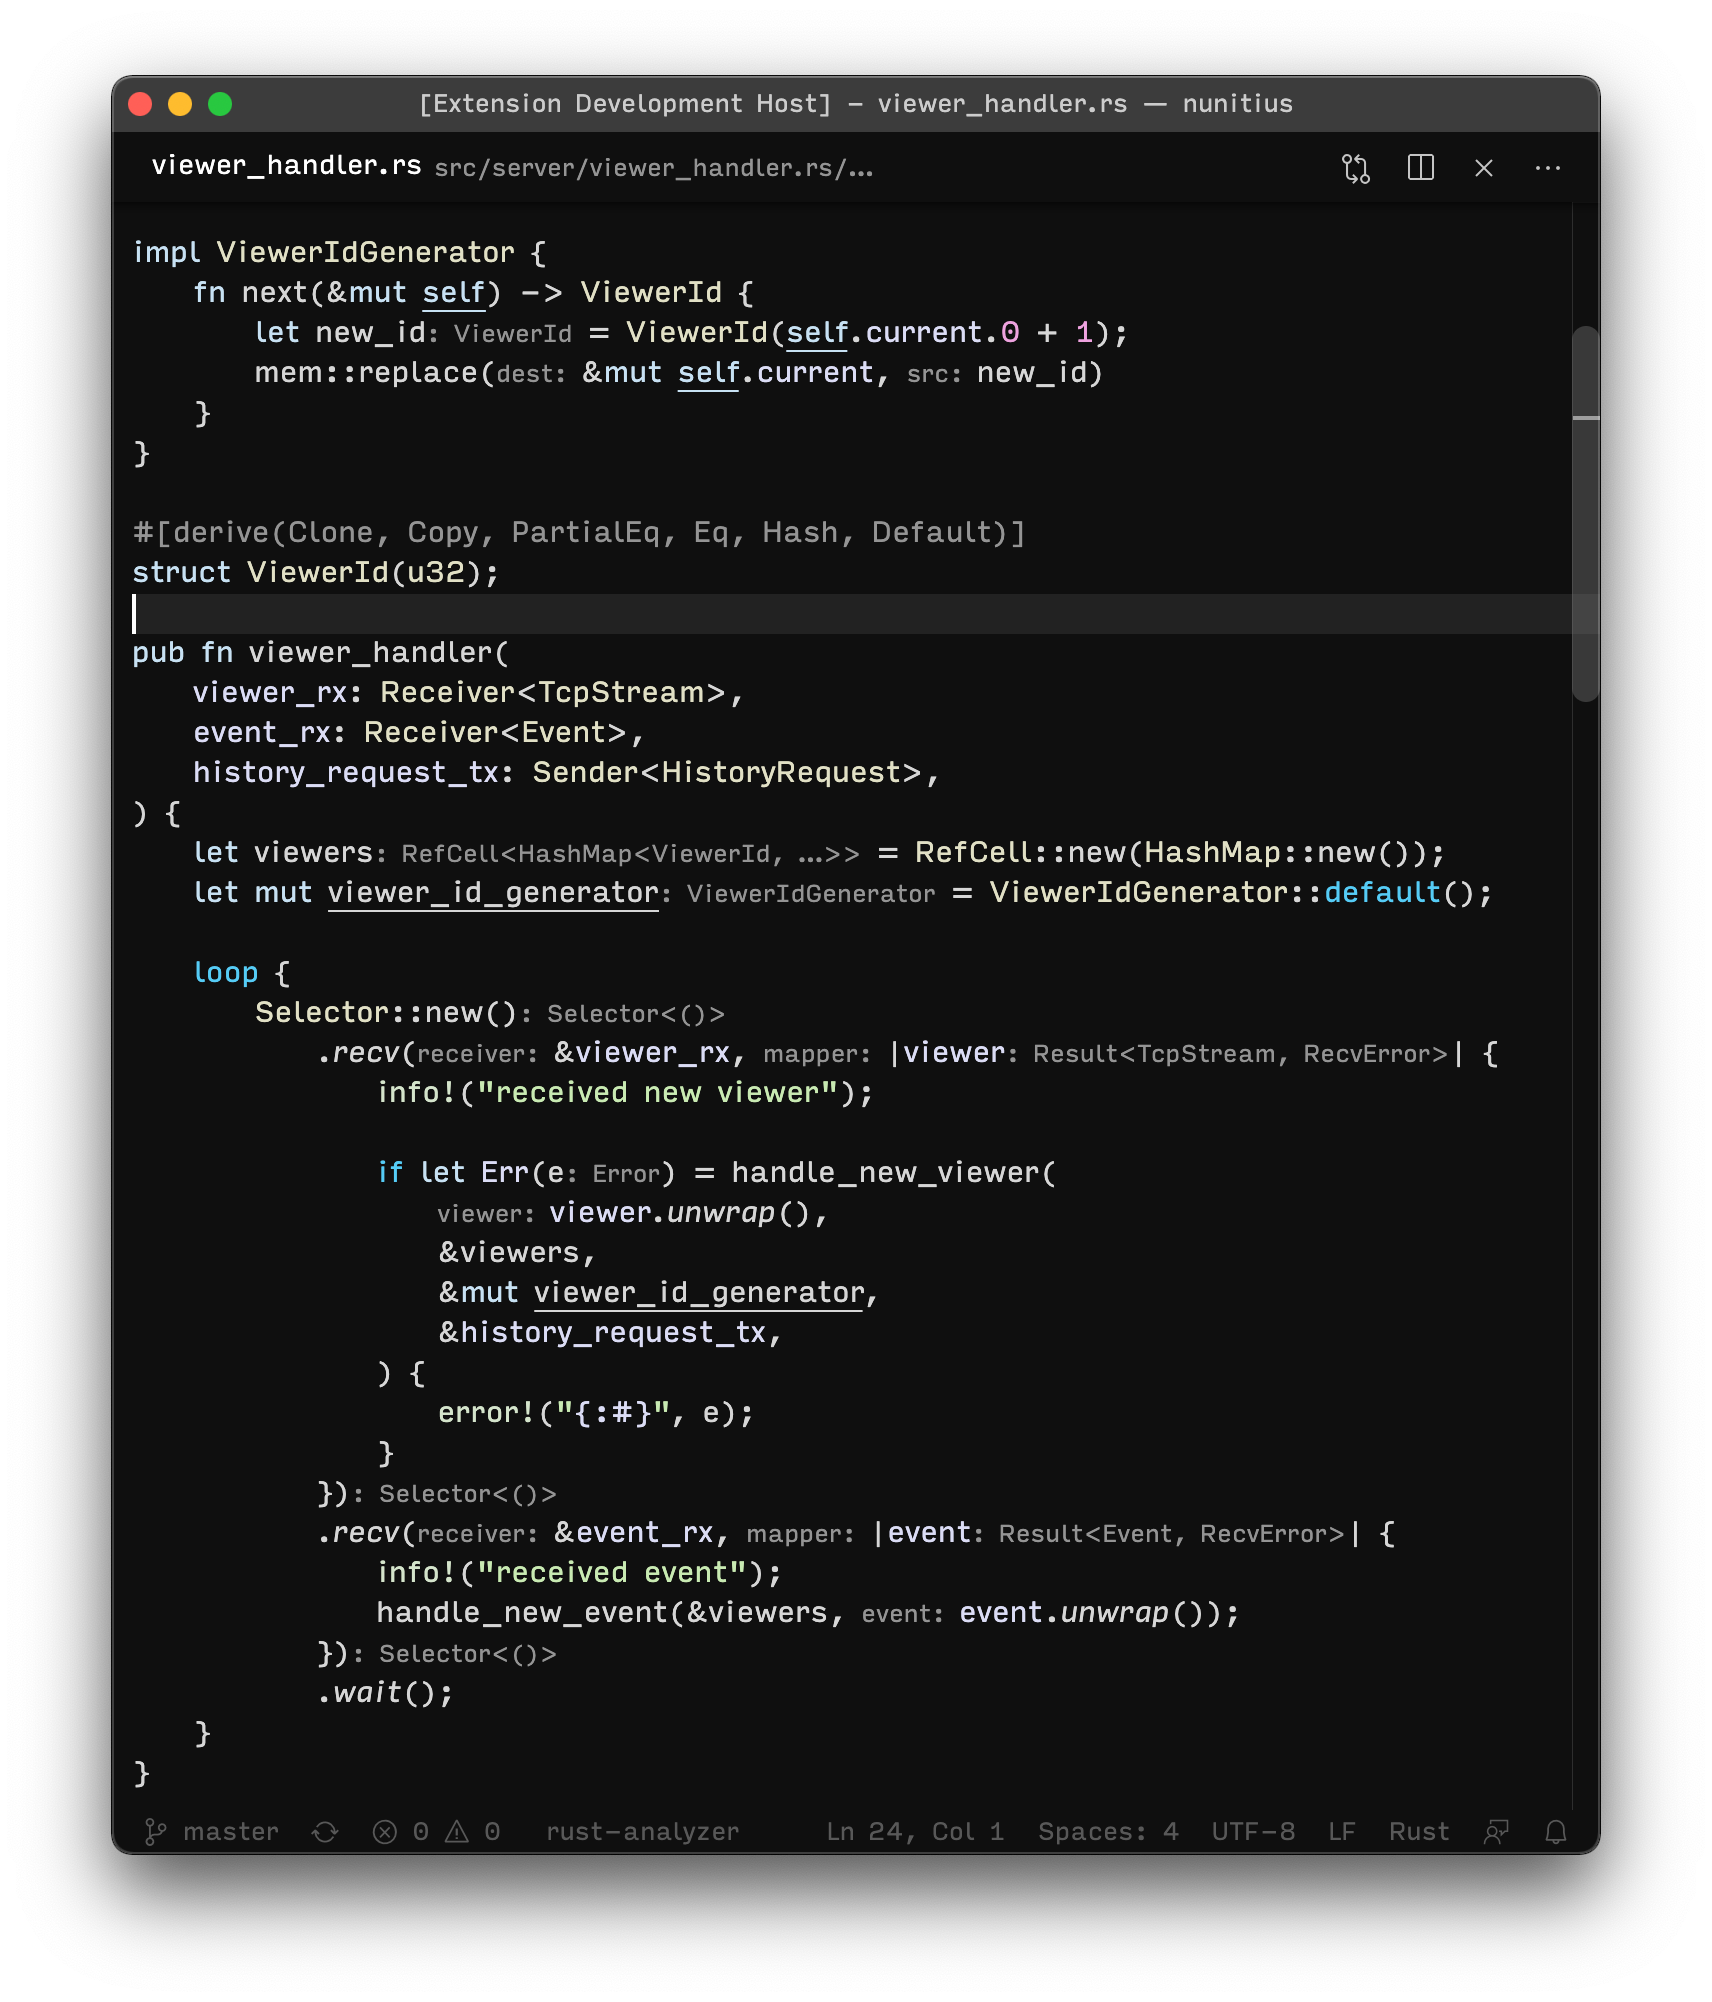 [Extension Development Host] – viewer_handler.rs — nunitius
viewer_handler.rs src/server/viewer_handler.rs/...
impl ViewerIdGenerator {
    fn next(&mut self) -> ViewerId {
        let new_id: ViewerId = ViewerId(self.current.0 + 1);
        mem::replace(dest: &mut self.current, src: new_id)
    }
}
#[derive(Clone, Copy, PartialEq, Eq, Hash, Default)]
struct ViewerId(u32);
pub fn viewer_handler(
    viewer_rx: Receiver<TcpStream>,
    event_rx: Receiver<Event>,
    history_request_tx: Sender<HistoryRequest>,
) {
    let viewers: RefCell<HashMap<ViewerId, …>> = RefCell::new(HashMap::new());
    let mut viewer_id_generator: ViewerIdGenerator = ViewerIdGenerator::default();
    loop {
        Selector::new(): Selector<()>
            .recv(receiver: &viewer_rx, mapper: |viewer: Result<TcpStream, RecvError>| {
                info!("received new viewer");
                if let Err(e: Error) = handle_new_viewer(
                    viewer: viewer.unwrap(),
                    &viewers,
                    &mut viewer_id_generator,
                    &history_request_tx,
                ) {
                    error!("{:#}", e);
                }
            }): Selector<()>
            .recv(receiver: &event_rx, mapper: |event: Result<Event, RecvError>| {
                info!("received event");
                handle_new_event(&viewers, event: event.unwrap());
            }): Selector<()>
            .wait();
    }
}
master 0 0 rust-analyzer Ln 24, Col 1 Spaces: 4 UTF-8 LF Rust